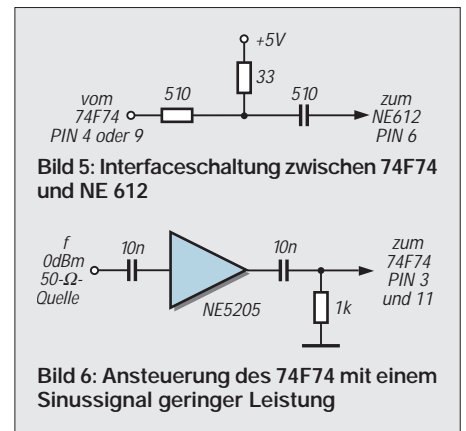 +5V
33
510
510
vom
74F74
PIN 4 oder 9
zum
NE612
PIN 6
Bild 5: Interfaceschaltung zwischen 74F74
und NE 612
f
0dBm
50-Ω-
Quelle
10n
NE5205
10n
1k
zum
74F74
PIN 3
und 11
Bild 6: Ansteuerung des 74F74 mit einem
Sinussignal geringer Leistung